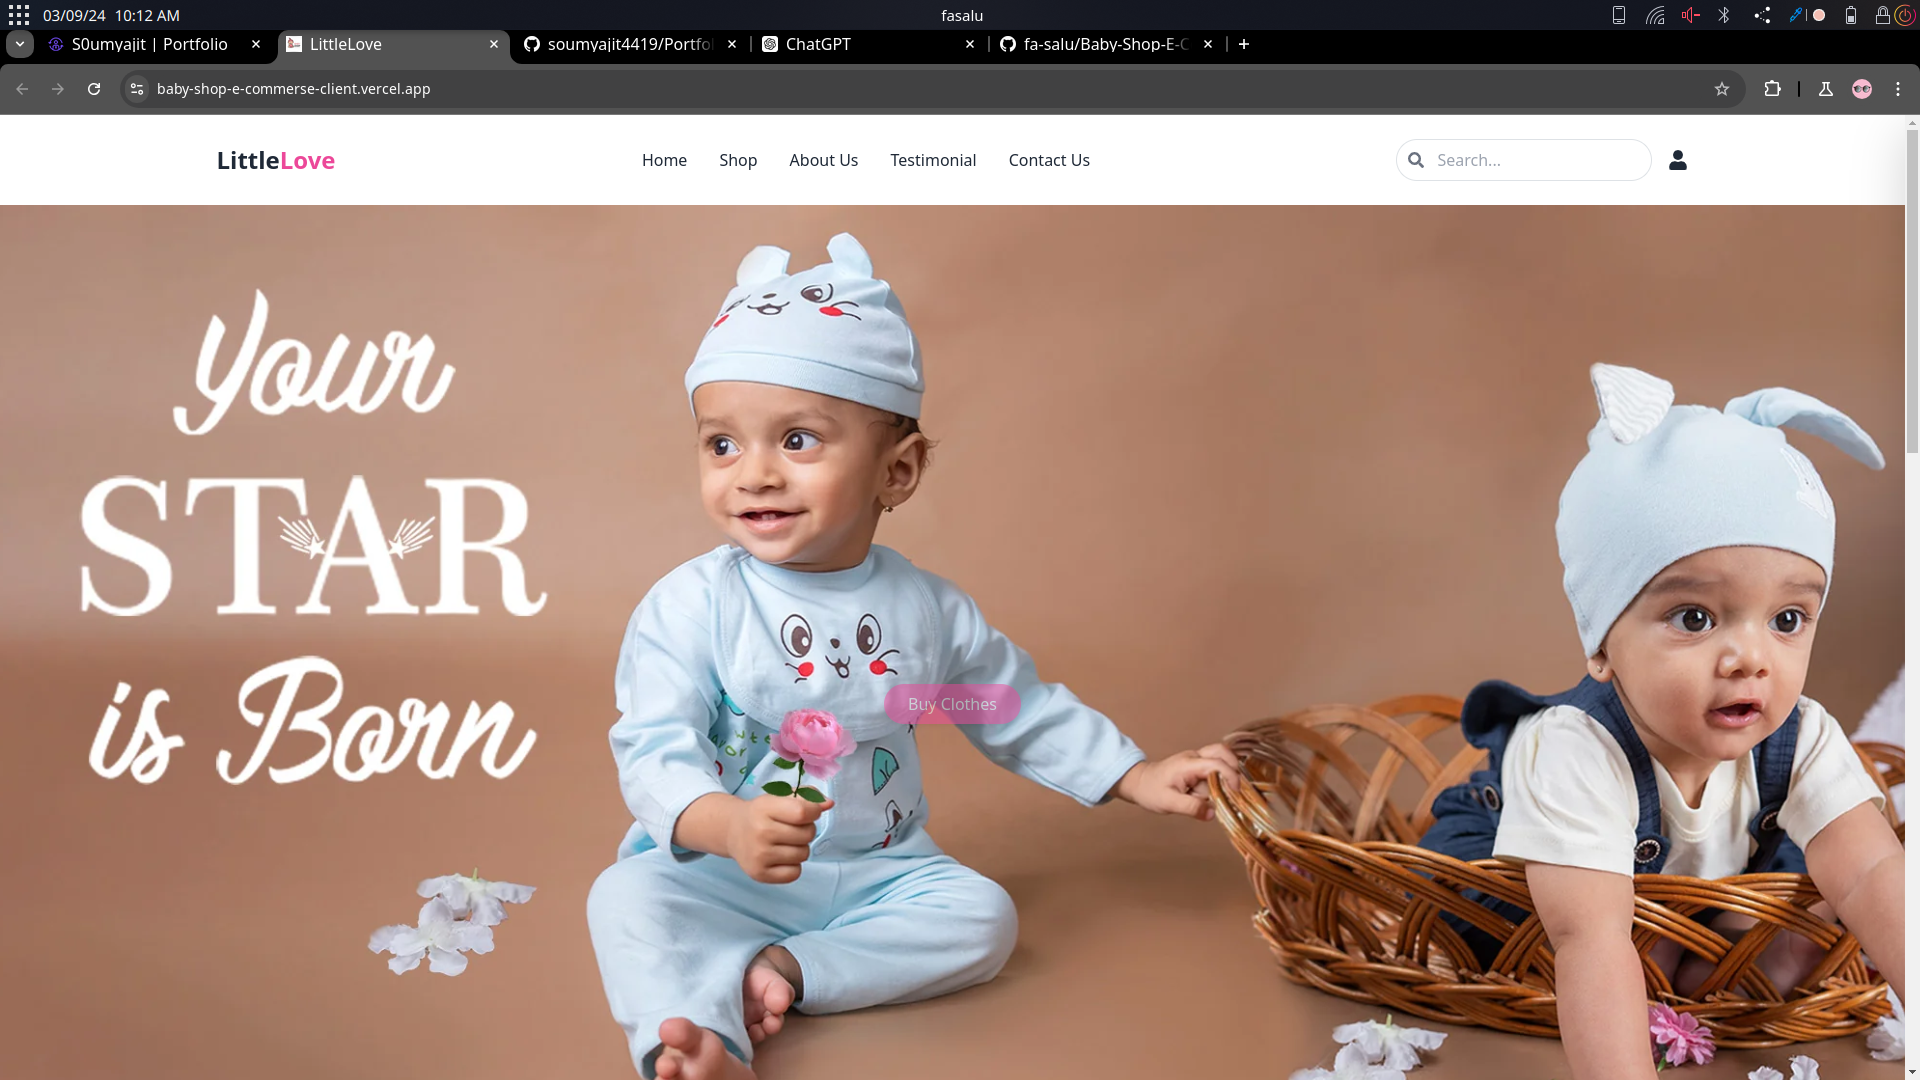 03/09/24 10:12 AM
fasalu
S0umyajit | Portfolio
LittleLove
soumyajit4419/Portfol
ChatGPT
fa-salu/Baby-Shop-E-C
baby-shop-e-commerse-client.vercel.app
LittleLove
Home
Shop
About Us
Testimonial
Contact Us
Search...
Your
STAR
is Born
Buy Clothes